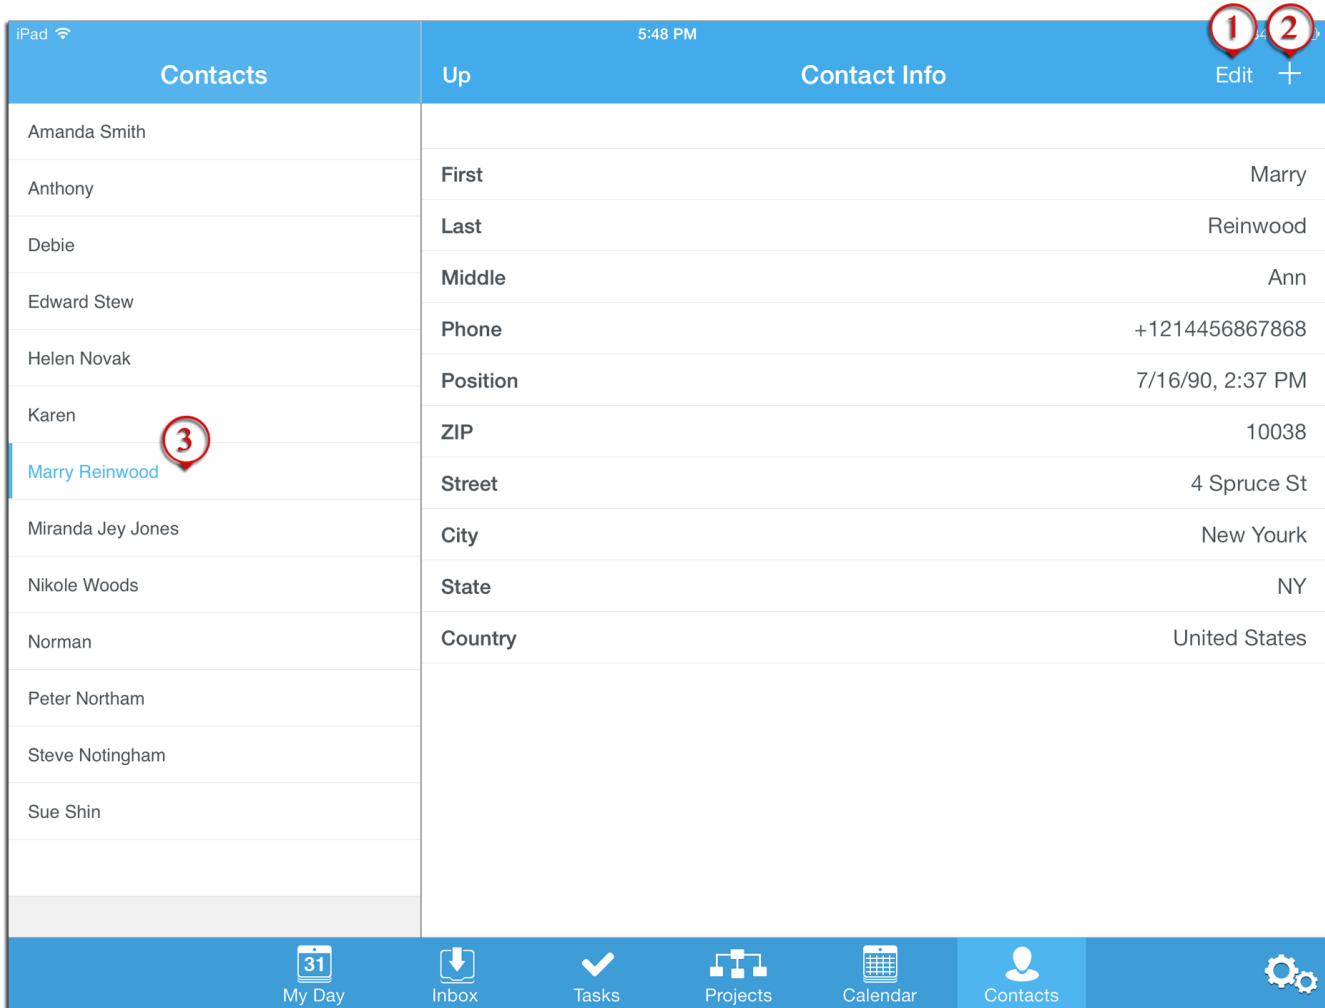 iPad 5:48 PM
1 2
Contacts
Up Contact Info Edit +
Amanda Smith
Anthony
Debie
Edward Stew
Helen Novak
Karen
3
Marry Reinwood
Miranda Jey Jones
Nikole Woods
Norman
Peter Northam
Steve Notingham
Sue Shin
First Marry
Last Reinwood
Middle Ann
Phone +1214456867868
Position 7/16/90, 2:37 PM
ZIP 10038
Street 4 Spruce St
City New Yourk
State NY
Country United States
31
My Day Inbox Tasks Projects Calendar Contacts